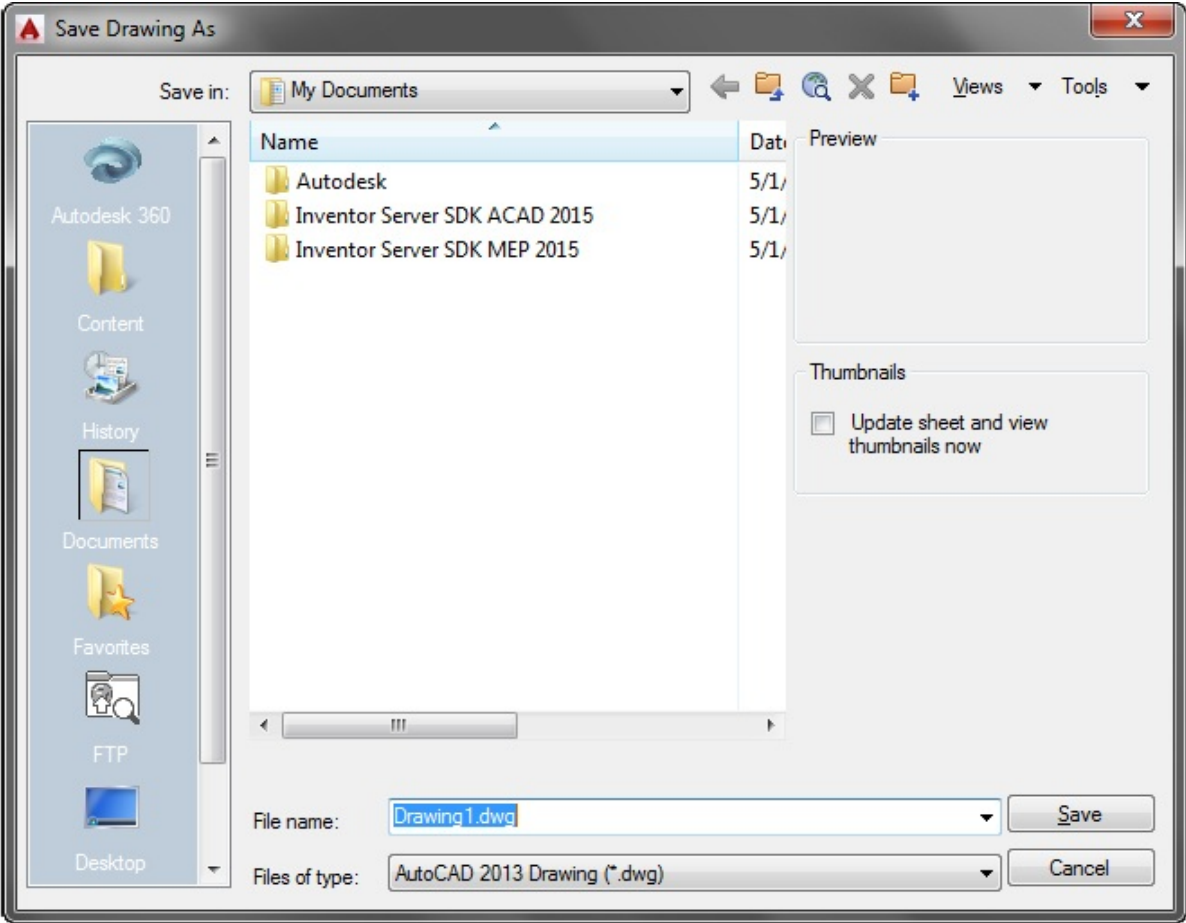 Save Drawing As
Save in:
My Documents
Views
Tools
Autodesk 360
Content
History
Documents
Favorites
FTP
Desktop
Name
Date
Autodesk
5/1/
Inventor Server SDK ACAD 2015
5/1/
Inventor Server SDK MEP 2015
5/1/
Preview
Thumbnails
Update sheet and view
thumbnails now
File name:
Drawing1.dwg
Save
Files of type:
AutoCAD 2013 Drawing (*.dwg)
Cancel